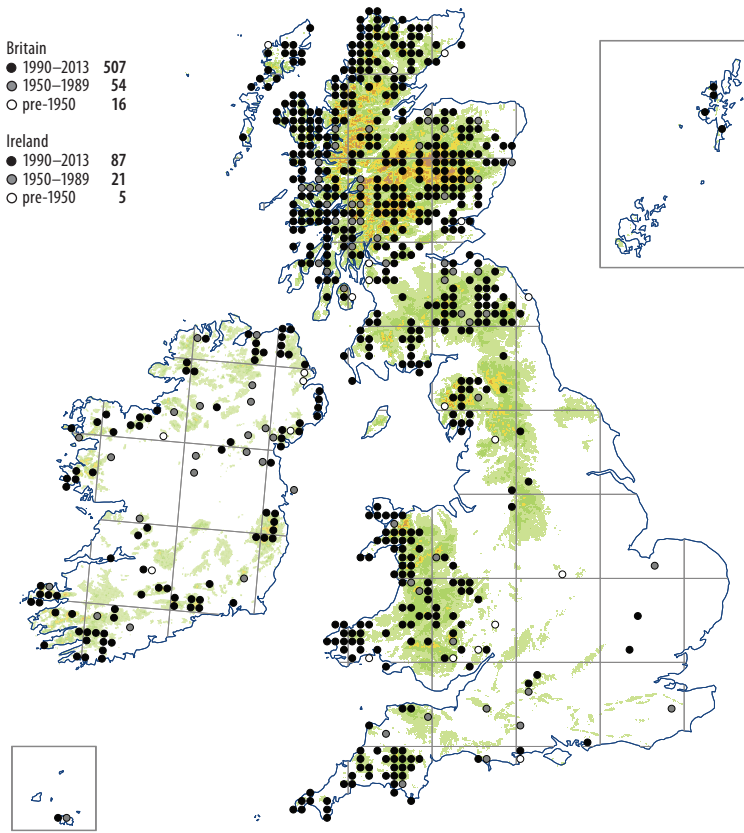 Britain
1990–2013 507
1950–1989 54
pre-1950 16
Ireland
1990–2013 87
1950–1989 21
pre-1950 5